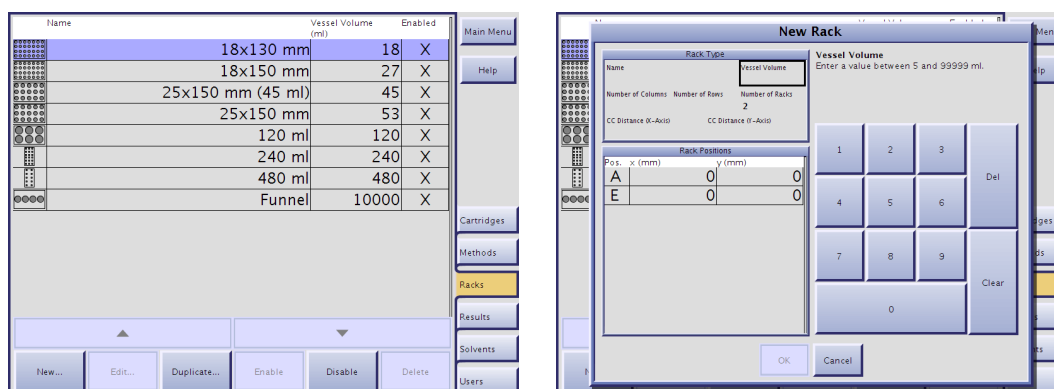 Name Vessel Volume (ml) Enabled
18x130 mm 18 X
18x150 mm 27 X
25x150 mm (45 ml) 45 X
25x150 mm 53 X
120 ml 120 X
240 ml 240 X
480 ml 480 X
Funnel 10000 X
Main Menu
Help
Cartridges
Methods
Racks
Results
Solvents
Users
New... Edit... Duplicate... Enable Disable Delete
New Rack
Rack Type
Name Vessel Volume
Number of Columns Number of Rows Number of Racks
2
CC Distance (X-Axis) CC Distance (Y-Axis)
Rack Positions
Pos. x (mm) y (mm)
A 0 0
E 0 0
Vessel Volume
Enter a value between 5 and 99999 ml.
1 2 3
Del
4 5 6
7 8 9
Clear
0
OK Cancel